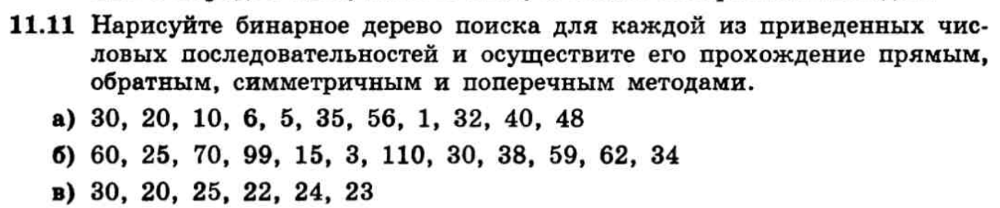 11.11 Нарисуйте бинарное дерево поиска для каждой из приведенных чис-
ловых последовательностей и осуществите его прохождение прямым,
обратным, симметричным и поперечным методами.
а) 30, 20, 10, 6, 5, 35, 56, 1, 32, 40, 48
б) 60, 25, 70, 99, 15, 3, 110, 30, 38, 59, 62, 34
в) 30, 20, 25, 22, 24, 23